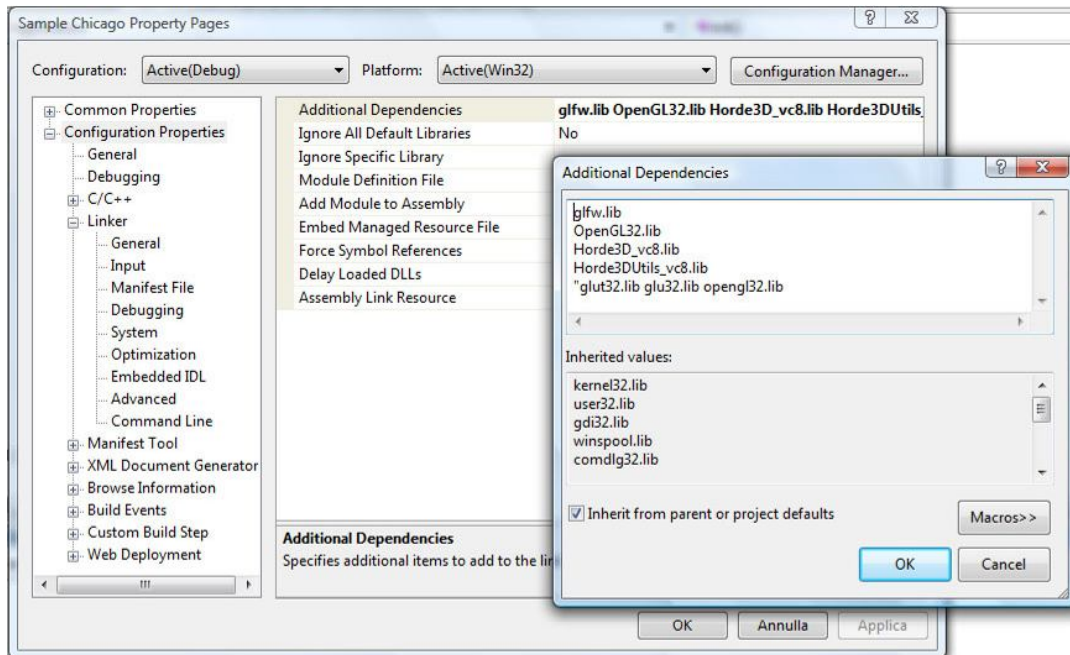 Sample Chicago Property Pages
Configuration: Active(Debug) Platform: Active(Win32) Configuration Manager...
Common Properties
Configuration Properties
General
Debugging
C/C++
Linker
General
Input
Manifest File
Debugging
System
Optimization
Embedded IDL
Advanced
Command Line
Manifest Tool
XML Document Generator
Browse Information
Build Events
Custom Build Step
Web Deployment
Additional Dependencies glfw.lib OpenGL32.lib Horde3D_vc8.lib Horde3DUtils_
Ignore All Default Libraries No
Ignore Specific Library
Module Definition File
Add Module to Assembly
Embed Managed Resource File
Force Symbol References
Delay Loaded DLLs
Assembly Link Resource
Additional Dependencies
Specifies additional items to add to the lin
OK Annulla Applica
Additional Dependencies
glfw.lib
OpenGL32.lib
Horde3D_vc8.lib
Horde3DUtils_vc8.lib
"glut32.lib glu32.lib opengl32.lib
Inherited values:
kernel32.lib
user32.lib
gdi32.lib
winspool.lib
comdlg32.lib
Inherit from parent or project defaults
Macros>>
OK Cancel